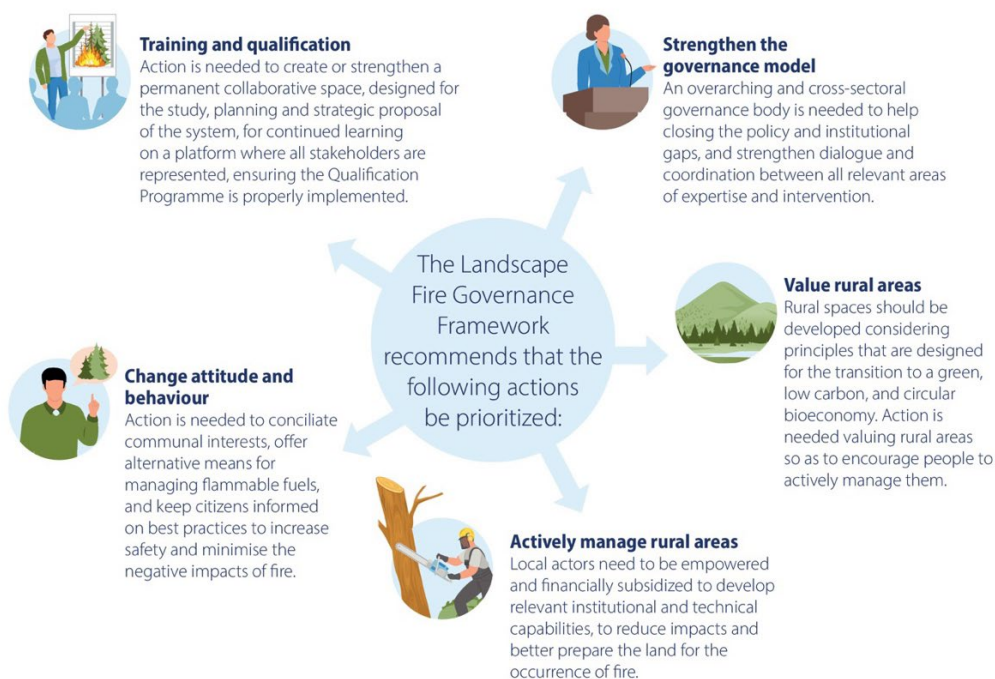 Training and qualification
Action is needed to create or strengthen a
permanent collaborative space, designed for
the study, planning and strategic proposal
of the system, for continued learning
on a platform where all stakeholders are
represented, ensuring the Qualification
Programme is properly implemented.
Strengthen the
governance model
An overarching and cross-sectoral
governance body is needed to help
closing the policy and institutional
gaps, and strengthen dialogue and
coordination between all relevant areas
of expertise and intervention.
The Landscape
Fire Governance
Framework
recommends that the
following actions
be prioritized:
Value rural areas
Rural spaces should be
developed considering
principles that are designed
for the transition to a green,
low carbon, and circular
bioeconomy. Action is
needed valuing rural areas
so as to encourage people to
actively manage them.
Change attitude and
behaviour
Action is needed to conciliate
communal interests, offer
alternative means for
managing flammable fuels,
and keep citizens informed
on best practices to increase
safety and minimise the
negative impacts of fire.
Actively manage rural areas
Local actors need to be empowered
and financially subsidized to develop
relevant institutional and technical
capabilities, to reduce impacts and
better prepare the land for the
occurrence of fire.